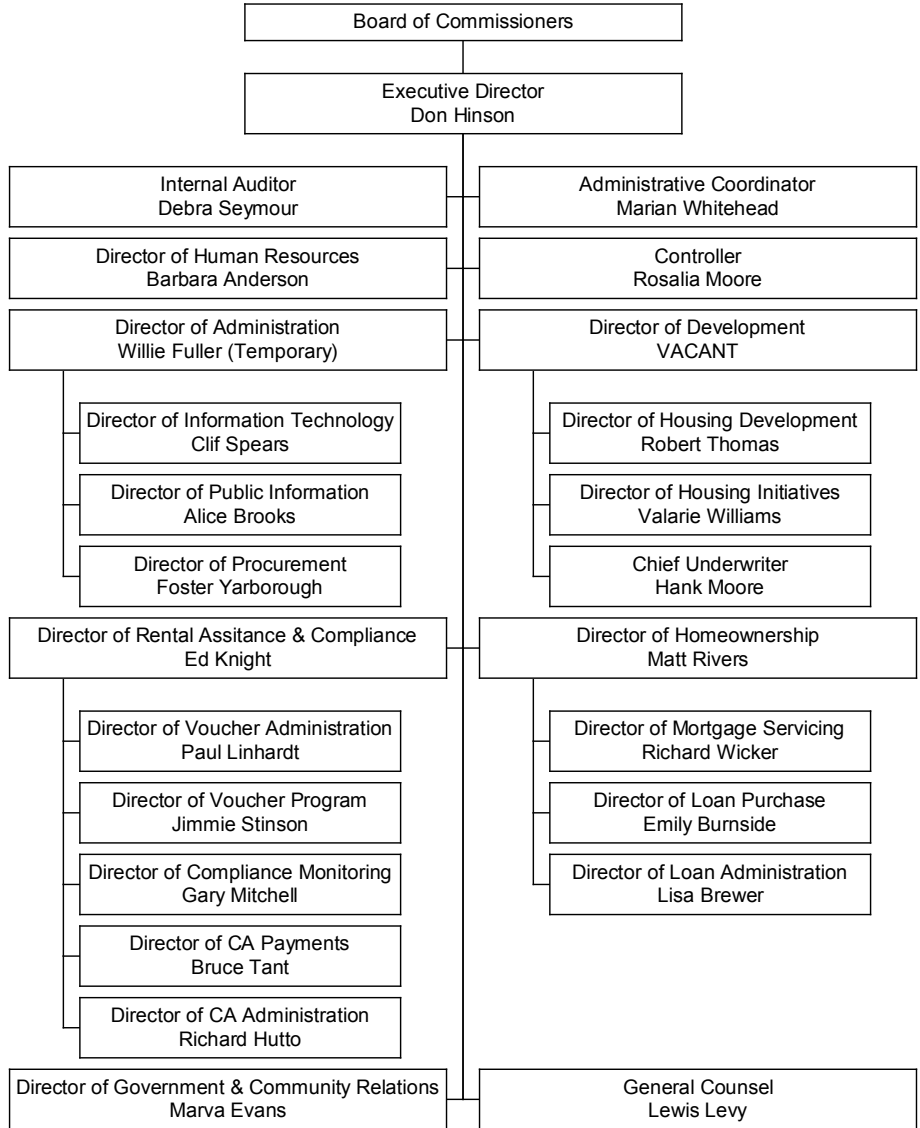 Board of Commissioners
Executive Director
Don Hinson
Internal Auditor
Debra Seymour
Administrative Coordinator
Marian Whitehead
Director of Human Resources
Barbara Anderson
Controller
Rosalia Moore
Director of Administration
Willie Fuller (Temporary)
Director of Development
VACANT
Director of Information Technology
Clif Spears
Director of Public Information
Alice Brooks
Director of Procurement
Foster Yarborough
Director of Housing Development
Robert Thomas
Director of Housing Initiatives
Valarie Williams
Chief Underwriter
Hank Moore
Director of Rental Assitance & Compliance
Ed Knight
Director of Homeownership
Matt Rivers
Director of Voucher Administration
Paul Linhardt
Director of Voucher Program
Jimmie Stinson
Director of Compliance Monitoring
Gary Mitchell
Director of CA Payments
Bruce Tant
Director of CA Administration
Richard Hutto
Director of Mortgage Servicing
Richard Wicker
Director of Loan Purchase
Emily Burnside
Director of Loan Administration
Lisa Brewer
Director of Government & Community Relations
Marva Evans
General Counsel
Lewis Levy